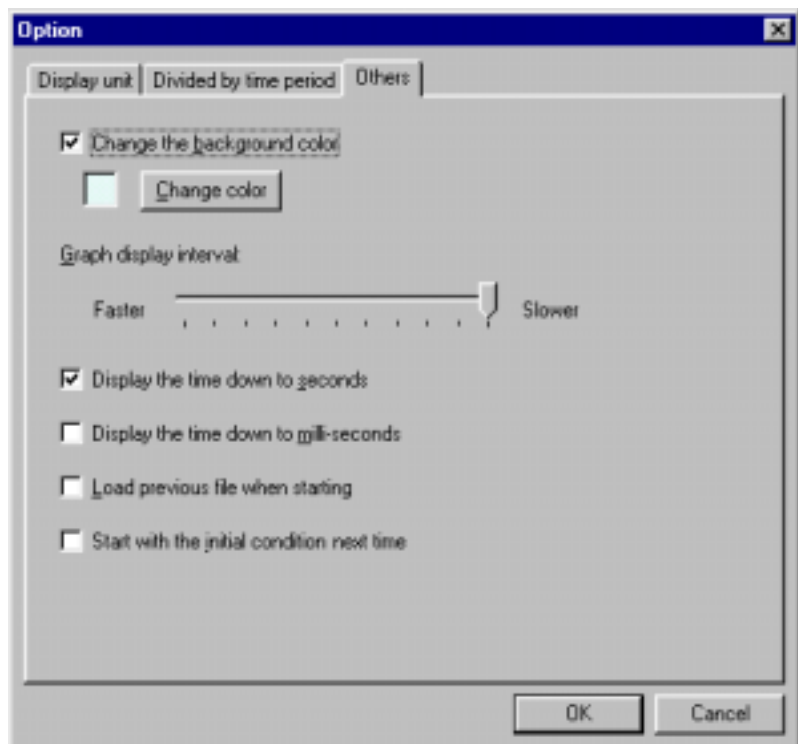 Option
Display unit Divided by time period Others
Change the background color
Change color
Graph display interval:
Faster Slower
Display the time down to seconds
Display the time down to milli-seconds
Load previous file when starting
Start with the initial condition next time
OK Cancel